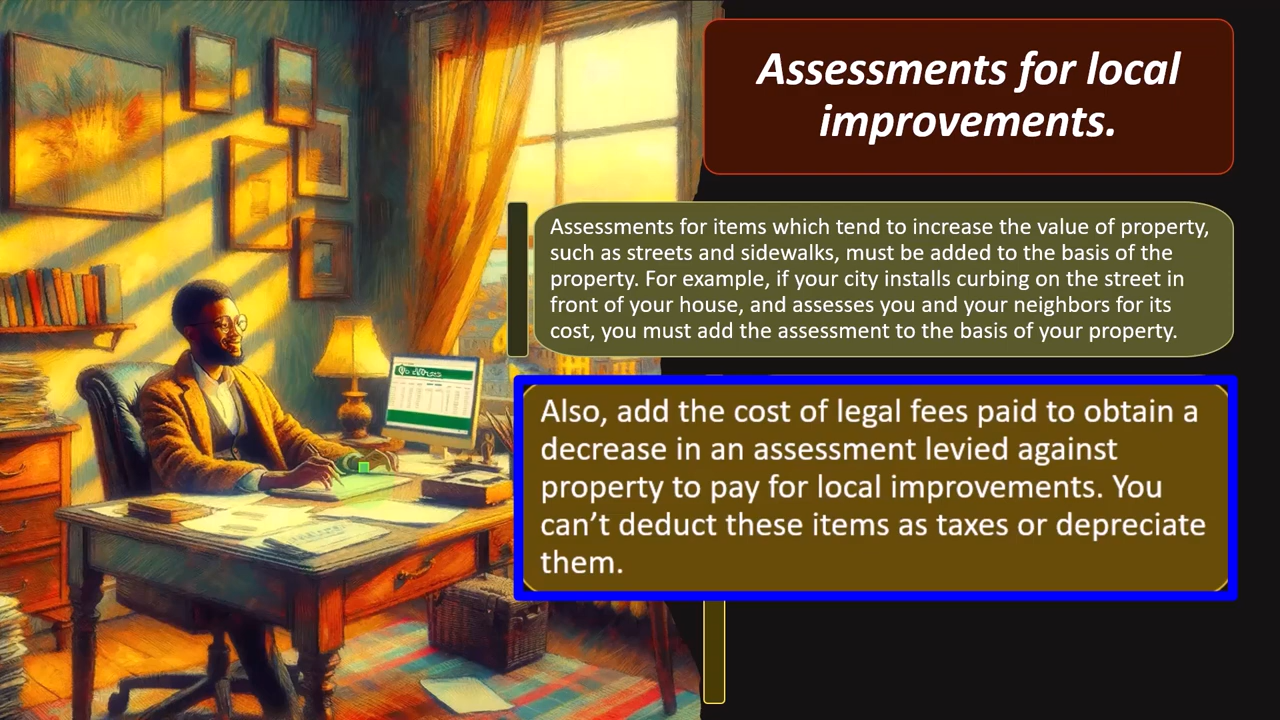 Assessments for local
improvements.
Assessments for items which tend to increase the value of property,
such as streets and sidewalks, must be added to the basis of the
property. For example, if your city installs curbing on the street in
front of your house, and assesses you and your neighbors for its
cost, you must add the assessment to the basis of your property.
Also, add the cost of legal fees paid to obtain a
decrease in an assessment levied against
property to pay for local improvements. You
can’t deduct these items as taxes or depreciate
them.